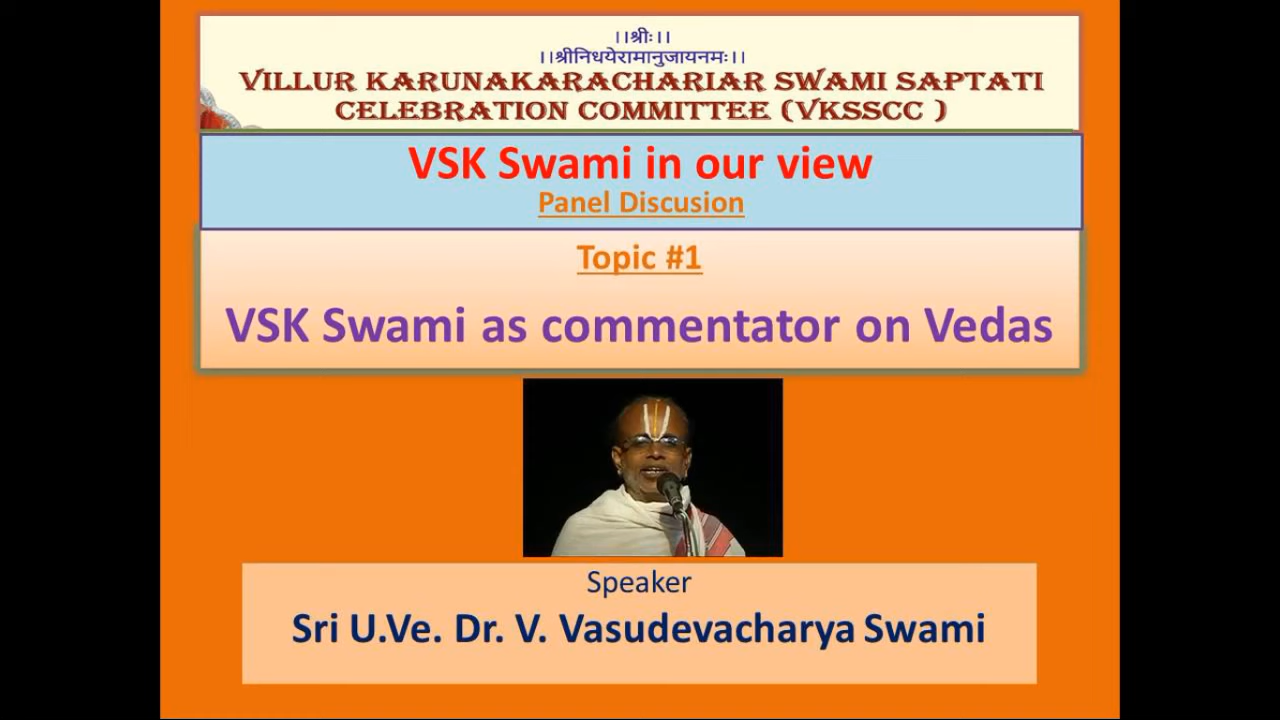 ।।श्रीः।।
।।श्रीनिधयेरामानुजायनमः।।
VILLUR KARUNAKARACHARIAR SWAMI SAPTATI
CELEBRATION COMMITTEE (VKSSCC )
VSK Swami in our view
Panel Discusion
Topic #1
VSK Swami as commentator on Vedas
Speaker
Sri U.Ve. Dr. V. Vasudevacharya Swami